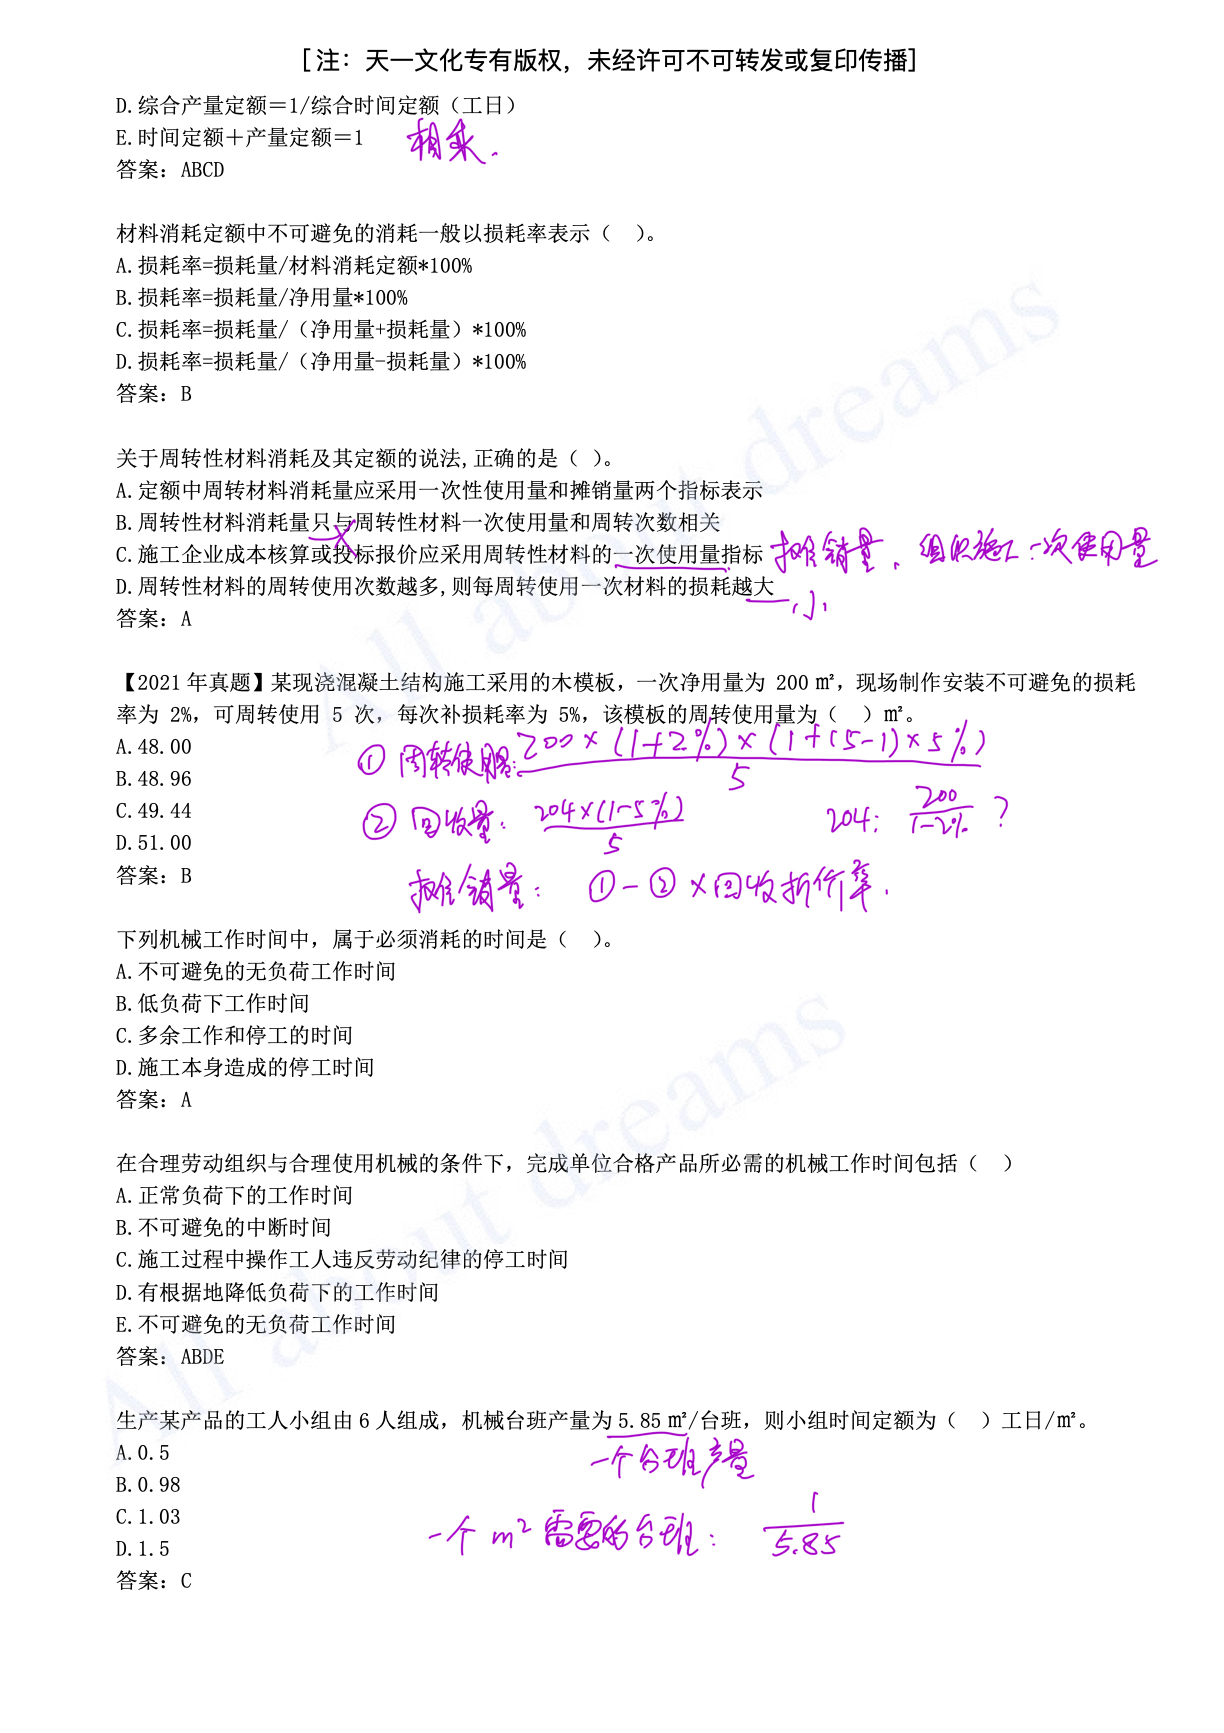 [注：天一文化专有版权，未经许可不可转发或复印传播]
D.综合产量定额＝1/综合时间定额（工日）
E.时间定额＋产量定额＝1
相乘.
答案：ABCD
材料消耗定额中不可避免的消耗一般以损耗率表示（ ）。
A.损耗率=损耗量/材料消耗定额*100%
B.损耗率=损耗量/净用量*100%
C.损耗率=损耗量/（净用量+损耗量）*100%
D.损耗率=损耗量/（净用量-损耗量）*100%
答案：B
关于周转性材料消耗及其定额的说法,正确的是（ ）。
A.定额中周转材料消耗量应采用一次性使用量和摊销量两个指标表示
B.周转性材料消耗量只与周转性材料一次使用量和周转次数相关
C.施工企业成本核算或投标报价应采用周转性材料的一次使用量指标
摊销量、组织施工:一次使用量
D.周转性材料的周转使用次数越多,则每周转使用一次材料的损耗越大
小
答案：A
【2021年真题】某现浇混凝土结构施工采用的木模板，一次净用量为 200 ㎡，现场制作安装不可避免的损耗
率为 2%，可周转使用 5 次，每次补损耗率为 5%，该模板的周转使用量为（ ）㎡。
A.48.00
① 周转使用量: 200×(1+2%)×(1+(5-1)×5%)
5
B.48.96
C.49.44
② 回收量: 204×(1-5%)
5
204: 200
1-2% ?
D.51.00
答案：B
摊销量: ①-②×回收折价率.
下列机械工作时间中，属于必须消耗的时间是（ ）。
A.不可避免的无负荷工作时间
B.低负荷下工作时间
C.多余工作和停工的时间
D.施工本身造成的停工时间
答案：A
在合理劳动组织与合理使用机械的条件下，完成单位合格产品所必需的机械工作时间包括（ ）
A.正常负荷下的工作时间
B.不可避免的中断时间
C.施工过程中操作工人违反劳动纪律的停工时间
D.有根据地降低负荷下的工作时间
E.不可避免的无负荷工作时间
答案：ABDE
生产某产品的工人小组由6人组成，机械台班产量为5.85㎡/台班，则小组时间定额为（ ）工日/㎡。
A.0.5
一个台班产量
B.0.98
C.1.03
一个m²需要的台班: 1
5.85
D.1.5
答案：C
All about dreams
All about dreams